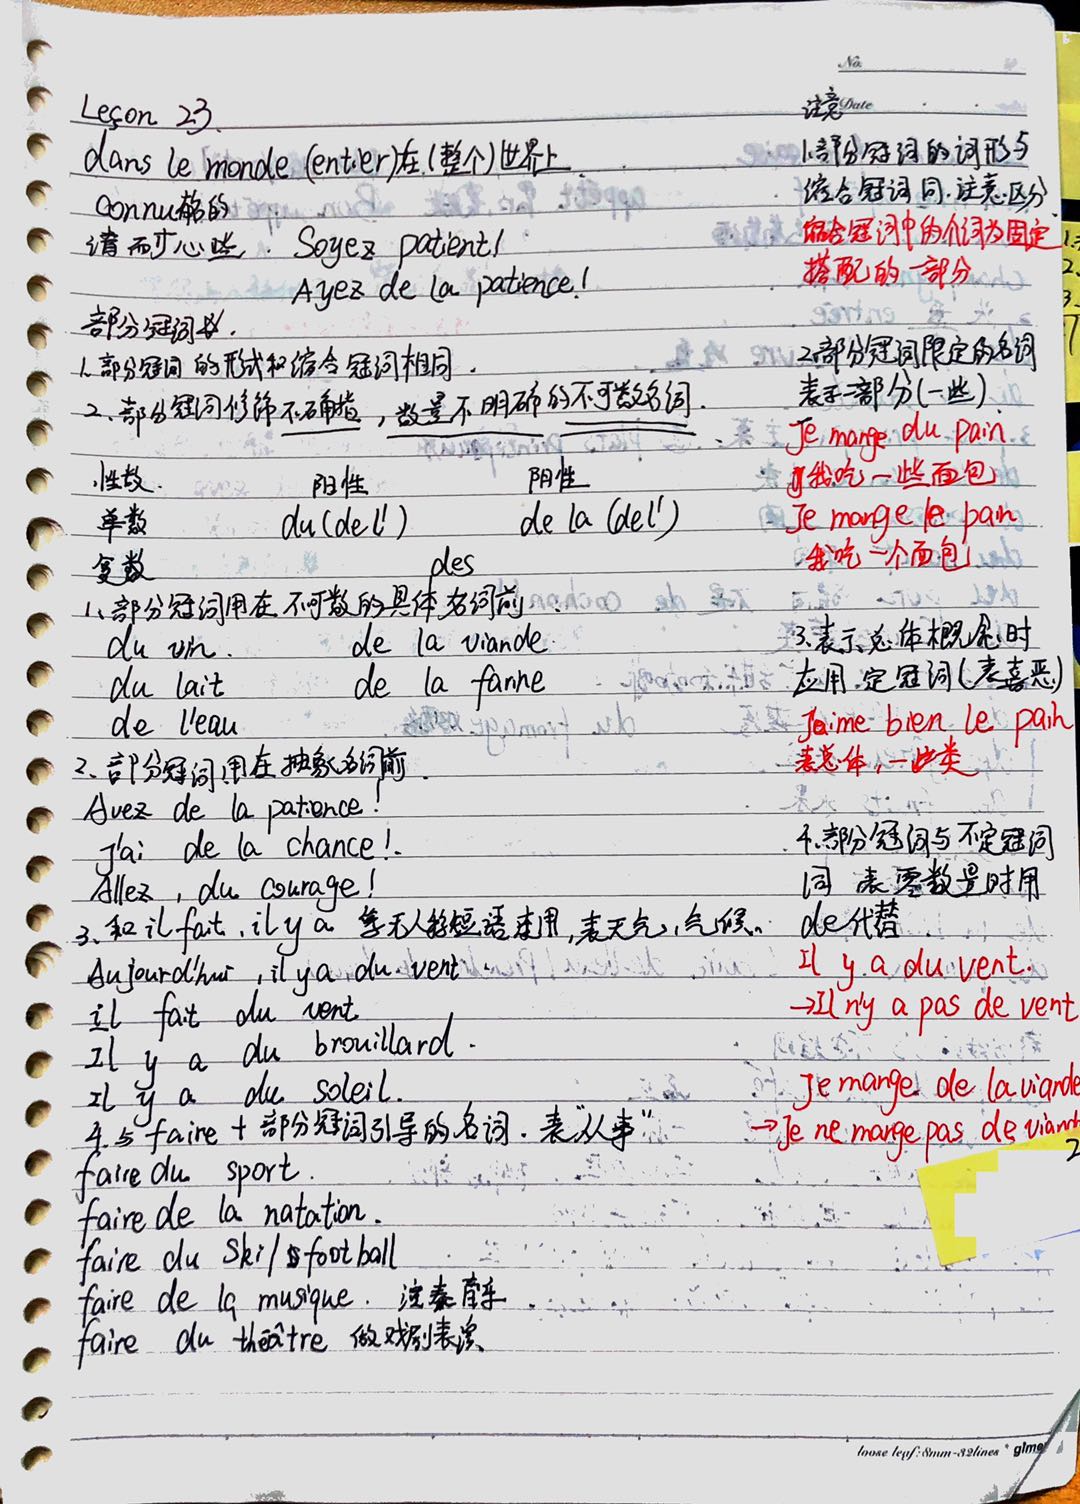 No.
Date
Leçon 23.
dans le monde (entier)在(整个)世界上
connu 著名的
请耐心些. Soyez patient!
Ayez de la patience!
部分冠词
1. 部分冠词的形式和缩合冠词相同.
2. 部分冠词修饰不确指,数量不明确的不可数名词.
性数. 阳性 阴性
单数 du (de l') de la (de l')
复数 des
1. 部分冠词用在不可数的具体名词前
du vin. de la viande.
du lait de la farine
de l'eau
2. 部分冠词用在抽象名词前.
Avez de la patience!
j'ai de la chance!
Allez, du courage!
3. 和il fait, il y a 等无人称短语连用,表天气,气候.
Aujourd'hui, il y a du vent.
il fait du vent
Il y a du brouillard.
Il y a du soleil.
4. 与faire + 部分冠词引导的名词. 表"从事"
faire du sport.
faire de la natation.
faire du Ski/football
faire de la musique.
faire du théâtre 做戏剧表演
注意
1.部分冠词的词形与
缩合冠词同.注意区分
缩合冠词中的介词为固定
搭配的一部分
2.部分冠词限定的名词
表示一部分(一些)
Je mange du pain
我吃一些面包
Je mange le pain
我吃一个面包
3.表示总体概念时
应用定冠词(表喜恶)
J'aime bien le pain
表总体,一些类
4.部分冠词与不定冠词
词 表零数量时用
de代替
Il y a du vent.
→Il n'y a pas de vent
Je mange de la viande
→Je ne mange pas de viande
2
loose leaf:8mm-32lines